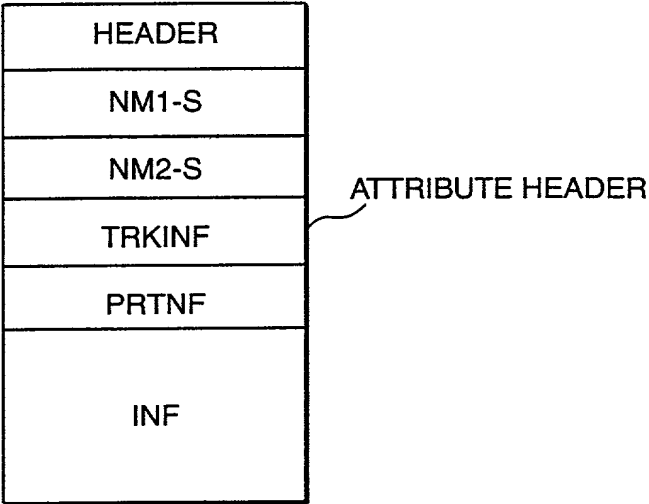 HEADER
NM1-S
NM2-S
ATTRIBUTE HEADER
TRKINF
PRTNF
INF